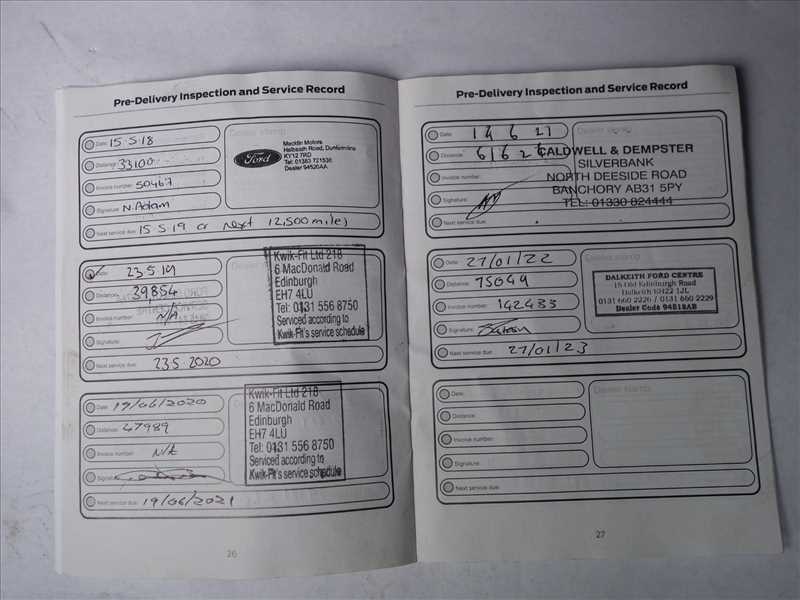 Pre-Delivery Inspection and Service Record
Date: 15 5 18
Distance: 33100
Invoice number: 50467
Signature: N. Adam
Next service due: 15 5 19 or next 12,500 miles
Dealer stamp
Ford
Macklin Motors
Halbeath Road, Dunfermline
KY12 7RD
Tel: 01383 721536
Dealer 94520AA
Date: 23 5 19
Distance: 39854
Invoice number: N/A
Signature:
Next service due: 23 5 2020
Kwik-Fit Ltd 218
6 MacDonald Road
Edinburgh
EH7 4LU
Tel: 0131 556 8750
Serviced according to
Kwik-Fit's service schedule
Date: 19/06/2020
Distance: 47989
Invoice number: N/A
Signature:
Next service due: 19/06/2021
Kwik-Fit Ltd 218
6 MacDonald Road
Edinburgh
EH7 4LU
Tel: 0131 556 8750
Serviced according to
Kwik-Fit's service schedule
26
Pre-Delivery Inspection and Service Record
Date: 14 6 21
Distance: 6162
Invoice number:
Signature:
Next service due:
Dealer stamp
CALDWELL & DEMPSTER
SILVERBANK
NORTH DEESIDE ROAD
BANCHORY AB31 5PY
TEL: 01330 824444
Date: 27/01/22
Distance: 75049
Invoice number: 142433
Signature:
Next service due: 27/01/23
Dealer stamp
DALKEITH FORD CENTRE
18 Old Edinburgh Road
Dalkeith EH22 1JL
0131 660 2226 / 0131 660 2229
Dealer Code 94818AB
Date:
Distance:
Invoice number:
Signature:
Next service due:
Dealer stamp
27